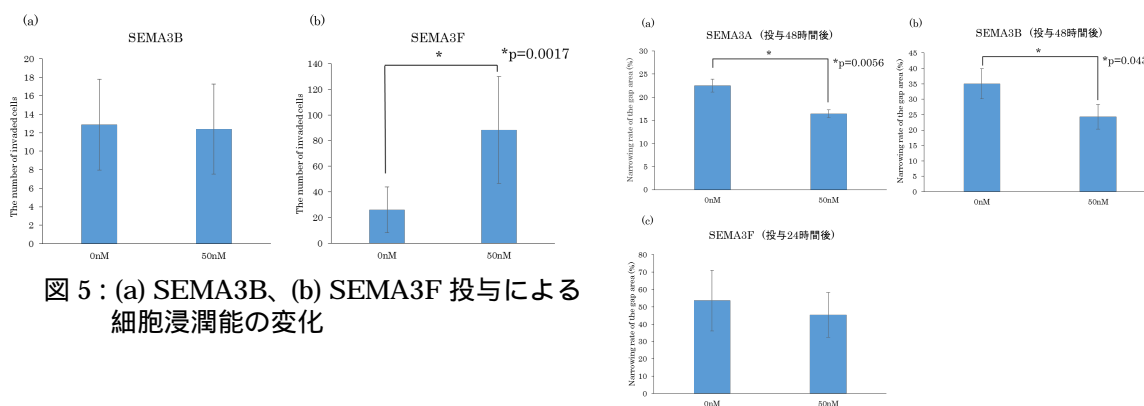 (a)
SEMA3B
The number of invaded cells
20
18
16
14
12
10
8
6
4
2
0
0nM
50nM
(b)
SEMA3F
*
*p=0.0017
The number of invaded cells
140
120
100
80
60
40
20
0
0nM
50nM
図 5 : (a) SEMA3B、(b) SEMA3F 投与による
細胞浸潤能の変化
(a)
SEMA3A（投与48時間後）
*
*p=0.0056
Narrowing rate of the gap area (%)
30
25
20
15
10
5
0
0nM
50nM
(b)
SEMA3B（投与48時間後）
*
Narrowing rate of the gap area (%)
45
40
35
30
25
20
15
10
5
0
0nM
50nM
(c)
SEMA3F（投与24時間後）
Narrowing rate of the gap area (%)
80
70
60
50
40
30
20
10
0
0nM
50nM